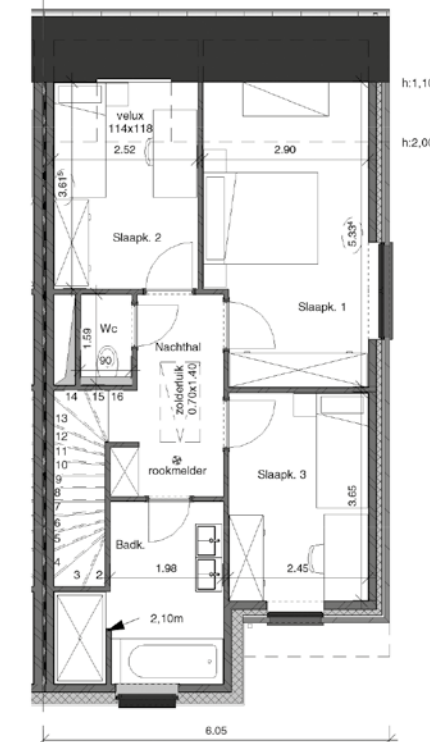 h:1,10
velux
114x118
h:2,00
2.52
2.90
3.61⁵
5.33⁴
Slaapk. 2
Slaapk. 1
Wc
1.59
90
Nachthal
zolderluik
0.70x1.40
14 15 16
13
12
11
10
9
8
7
6
5
4
3 2
rookmelder
Slaapk. 3
3.65
Badk.
1.98
2.45
2,10m
6.05